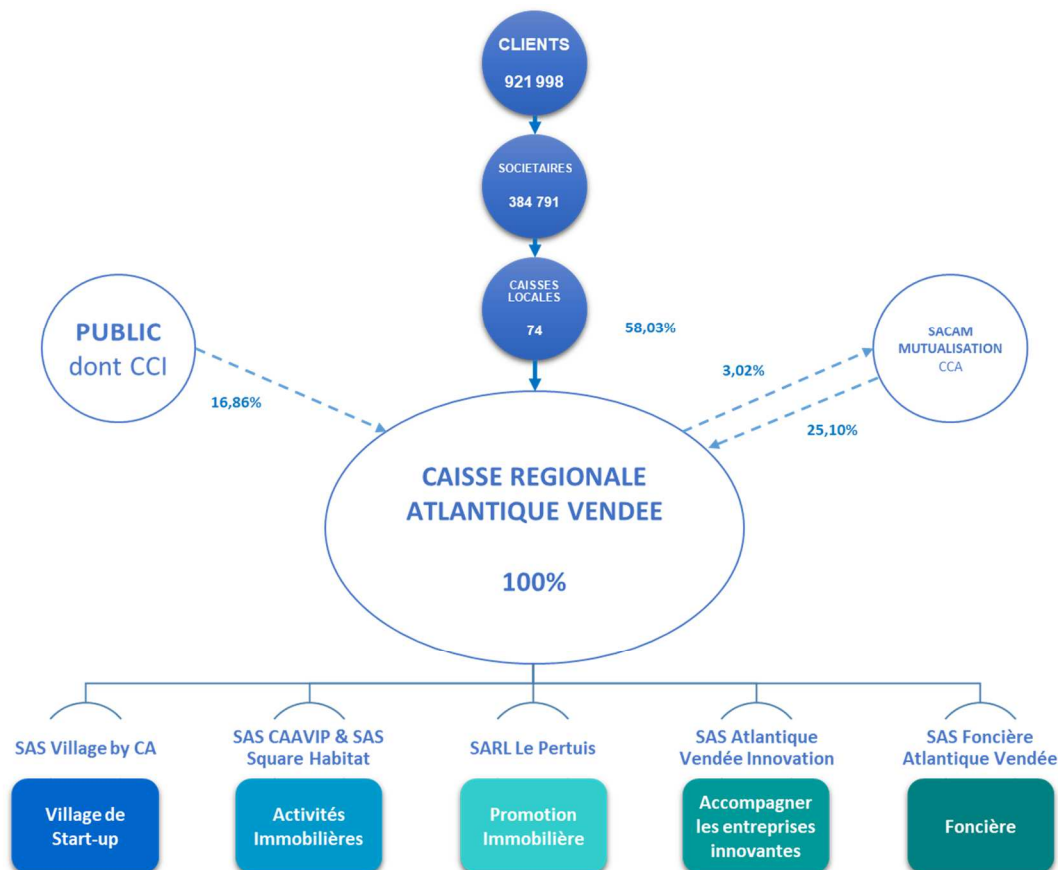 CLIENTS
921 998
SOCIETAIRES
384 791
CAISSES
LOCALES
74
58,03%
PUBLIC
dont CCI
16,86%
SACAM
MUTUALISATION
CCA
3,02%
25,10%
CAISSE REGIONALE
ATLANTIQUE VENDEE
100%
SAS Village by CA
SAS CAAVIP & SAS
Square Habitat
SARL Le Pertuis
SAS Atlantique
Vendée Innovation
SAS Foncière
Atlantique Vendée
Village de
Start-up
Activités
Immobilières
Promotion
Immobilière
Accompagner
les entreprises
innovantes
Foncière